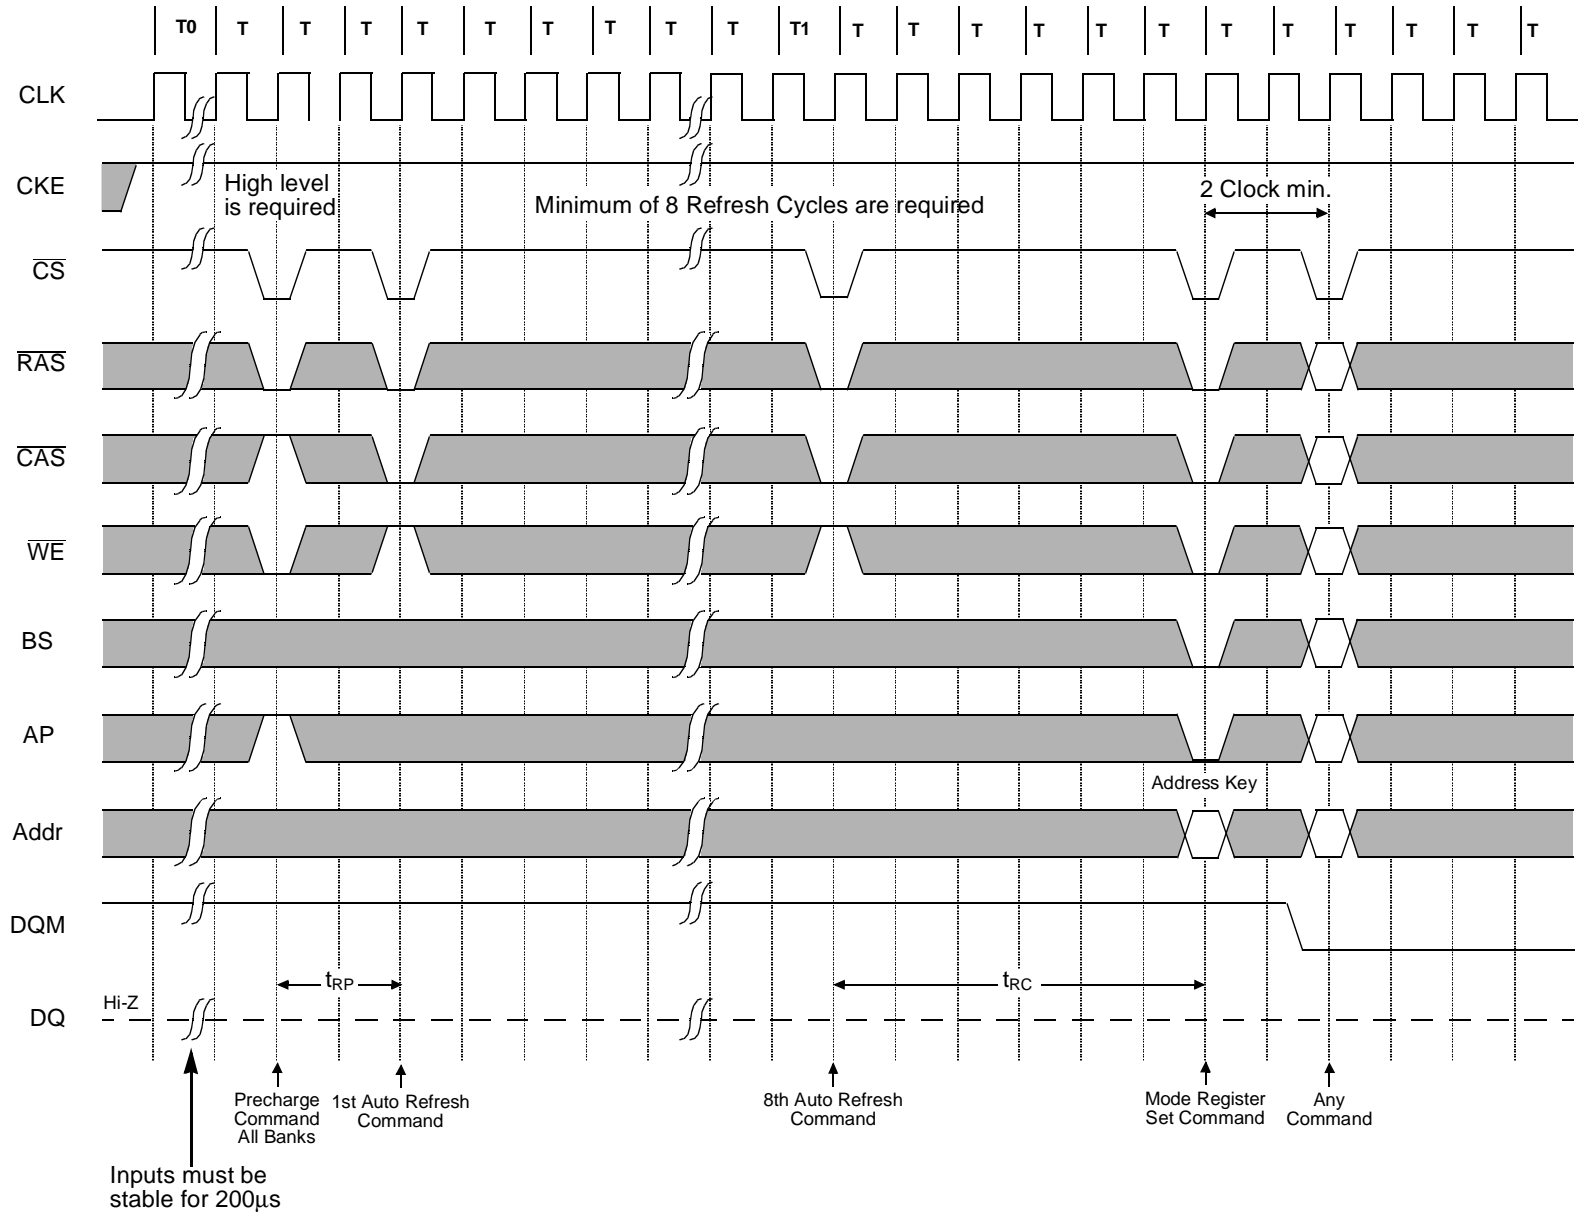 T0 T T T T T T T T T T1 T T T T T T T T T T T T
CLK
CKE
High level
is required
Minimum of 8 Refresh Cycles are required
2 Clock min.
CS
RAS
CAS
WE
BS
AP
Address Key
Addr
DQM
tRP
tRC
Hi-Z
DQ
Precharge
Command
All Banks
1st Auto Refresh
Command
8th Auto Refresh
Command
Mode Register
Set Command
Any
Command
Inputs must be
stable for 200μs